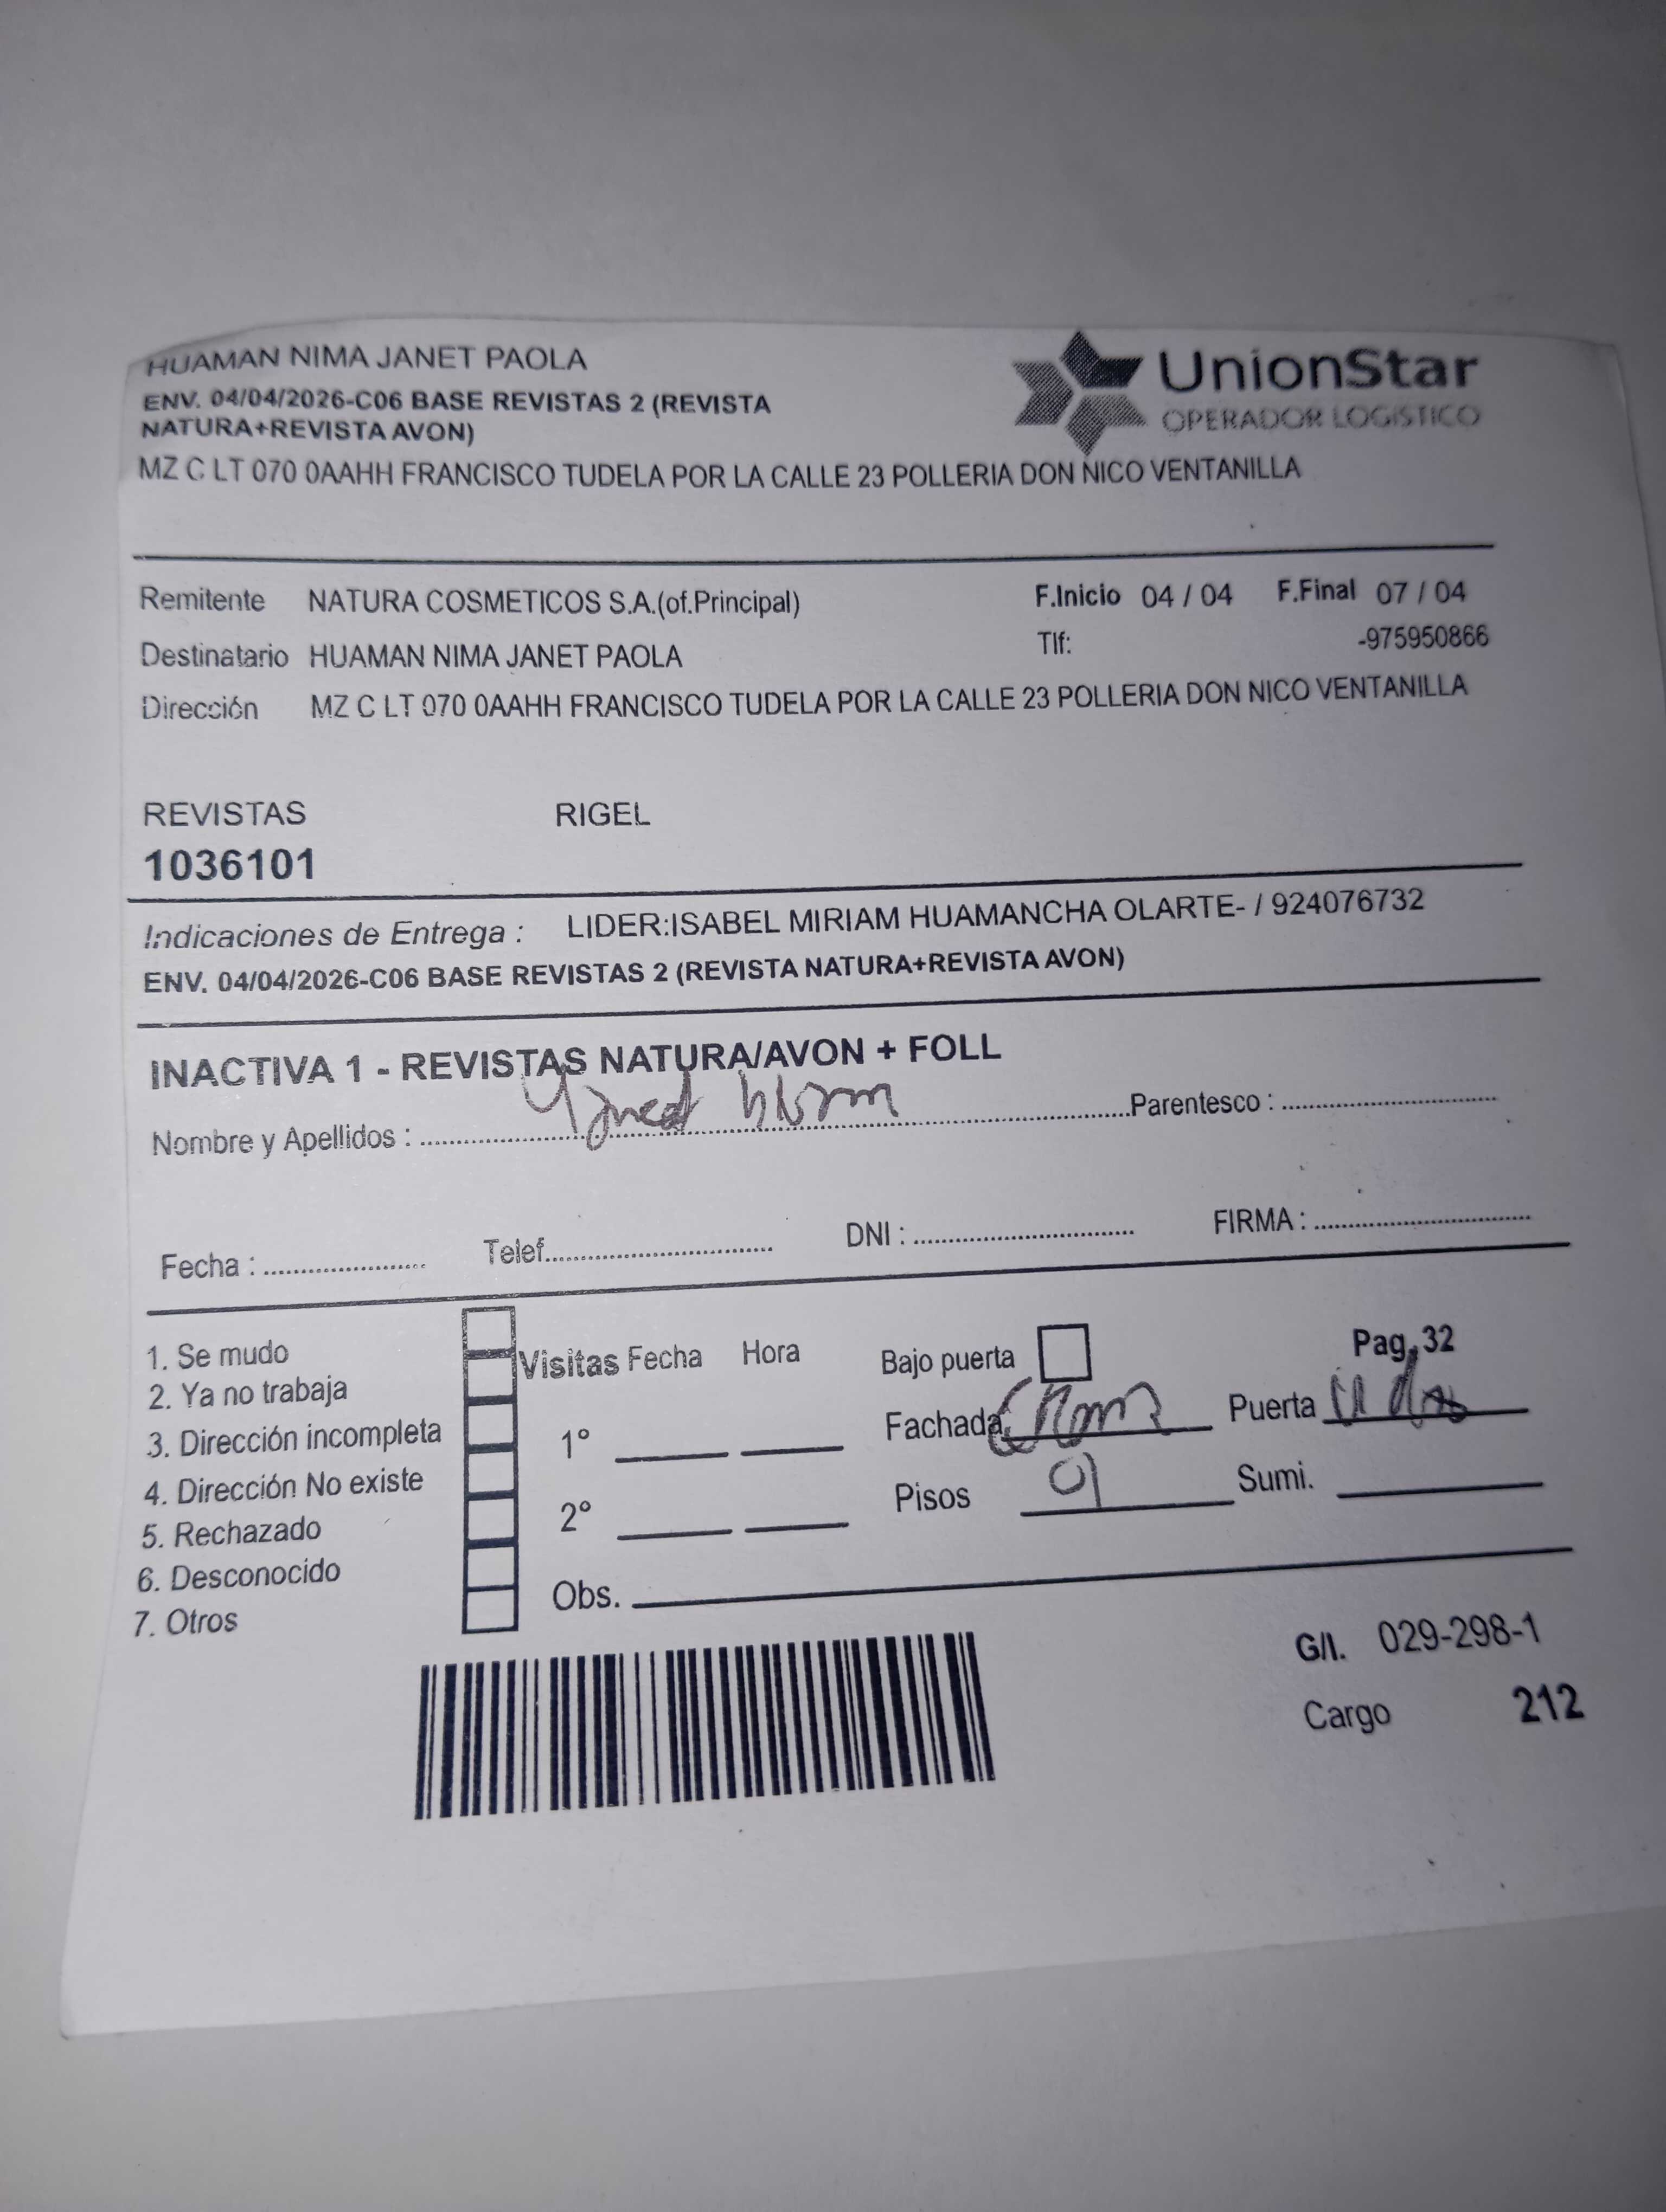 HUAMAN NIMA JANET PAOLA
ENV. 04/04/2026-C06 BASE REVISTAS 2 (REVISTA
NATURA+REVISTA AVON)
MZ C LT 070 0AAHH FRANCISCO TUDELA POR LA CALLE 23 POLLERIA DON NICO VENTANILLA
UnionStar
OPERADOR LOGISTICO
Remitente NATURA COSMETICOS S.A.(of.Principal) F.Inicio 04 / 04 F.Final 07 / 04
Destinatario HUAMAN NIMA JANET PAOLA Tlf: -975950866
Dirección MZ C LT 070 0AAHH FRANCISCO TUDELA POR LA CALLE 23 POLLERIA DON NICO VENTANILLA
REVISTAS RIGEL
1036101
Indicaciones de Entrega : LIDER:ISABEL MIRIAM HUAMANCHA OLARTE- / 924076732
ENV. 04/04/2026-C06 BASE REVISTAS 2 (REVISTA NATURA+REVISTA AVON)
INACTIVA 1 - REVISTAS NATURA/AVON + FOLL
Nombre y Apellidos : Parentesco :
Fecha : Telef. DNI : FIRMA :
1. Se mudo
2. Ya no trabaja
3. Dirección incompleta
4. Dirección No existe
5. Rechazado
6. Desconocido
7. Otros
Visitas Fecha Hora
1°
2°
Obs.
Bajo puerta Pag. 32
Fachada Puerta
Pisos 01 Sumi.
G/I. 029-298-1
Cargo 212